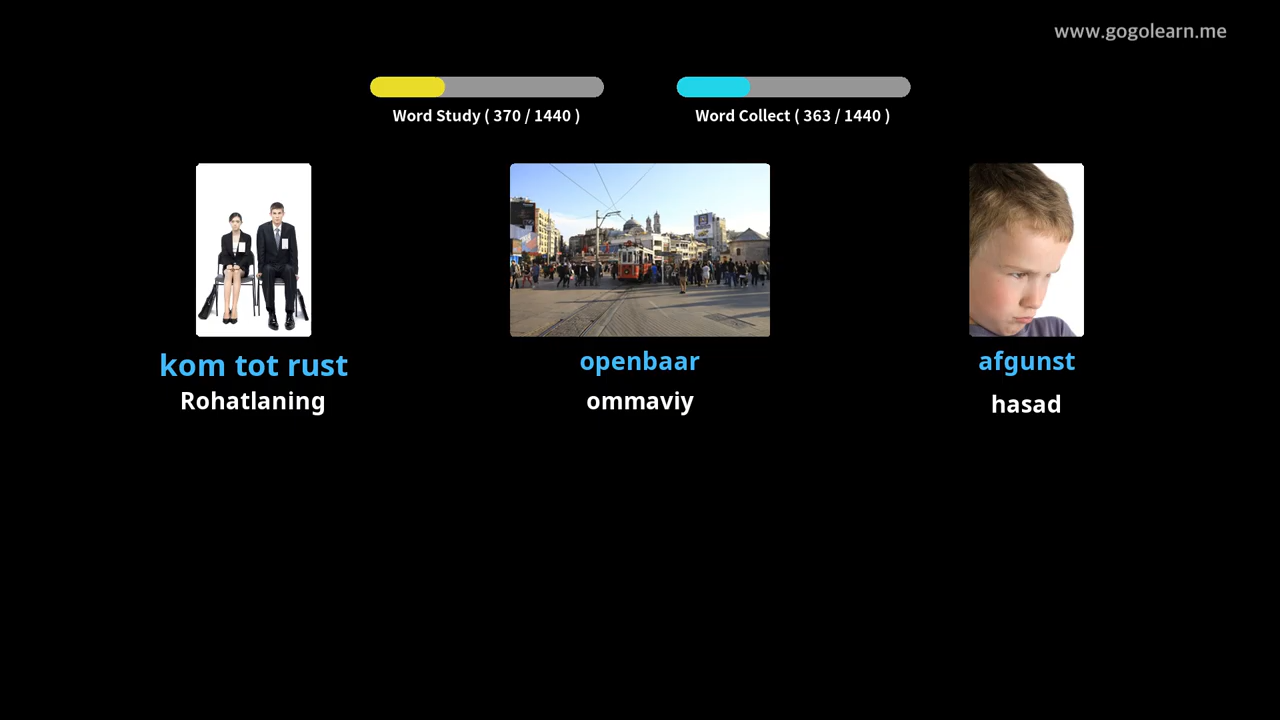 www.gogolearn.me
Word Study ( 370 / 1440 )
Word Collect ( 363 / 1440 )
kom tot rust
openbaar
afgunst
Rohatlaning
ommaviy
hasad